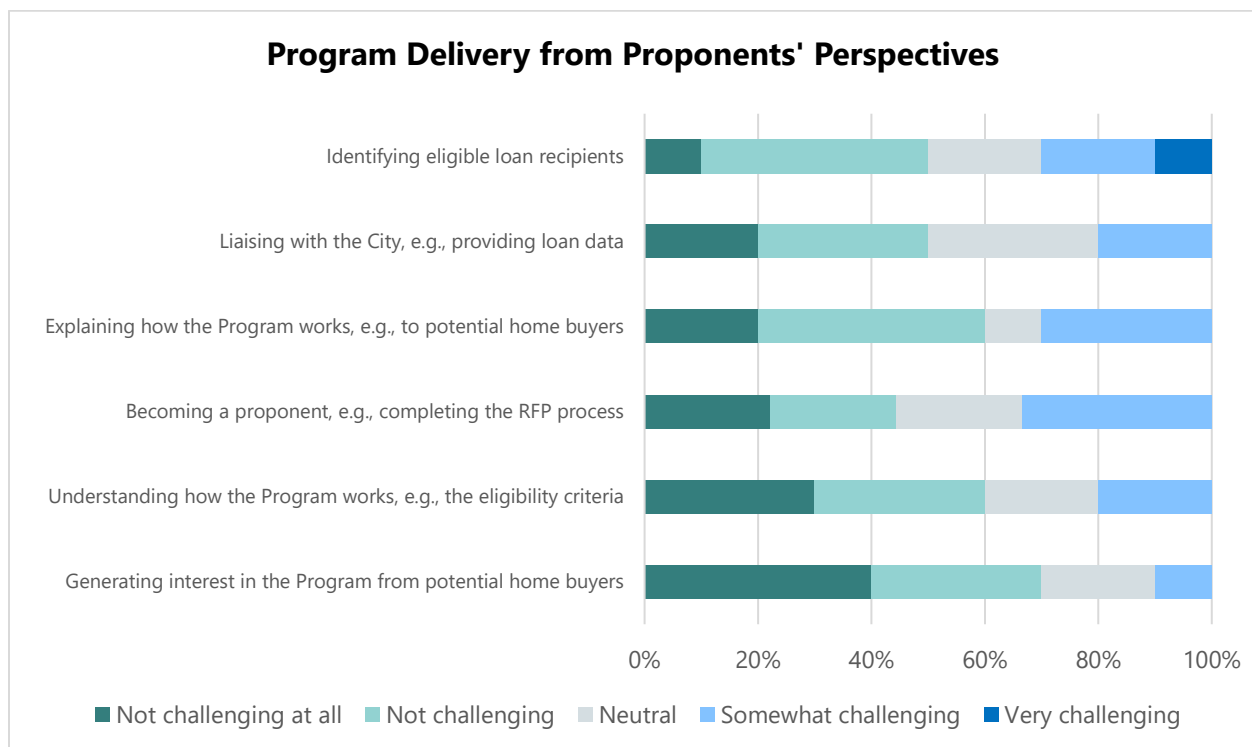 Program Delivery from Proponents' Perspectives
Identifying eligible loan recipients
Liaising with the City, e.g., providing loan data
Explaining how the Program works, e.g., to potential home buyers
Becoming a proponent, e.g., completing the RFP process
Understanding how the Program works, e.g., the eligibility criteria
Generating interest in the Program from potential home buyers
0% 20% 40% 60% 80% 100%
Not challenging at all Not challenging Neutral Somewhat challenging Very challenging